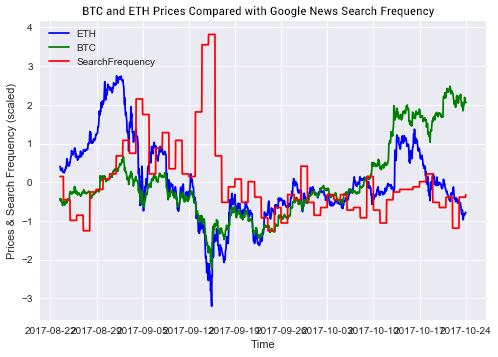 BTC and ETH Prices Compared with Google News Search Frequency
ETH
BTC
SearchFrequency
Prices & Search Frequency (scaled)
4
3
2
1
0
−1
−2
−3
2017-08-22 2017-08-29 2017-09-05 2017-09-12 2017-09-19 2017-09-26 2017-10-03 2017-10-10 2017-10-17 2017-10-24
Time